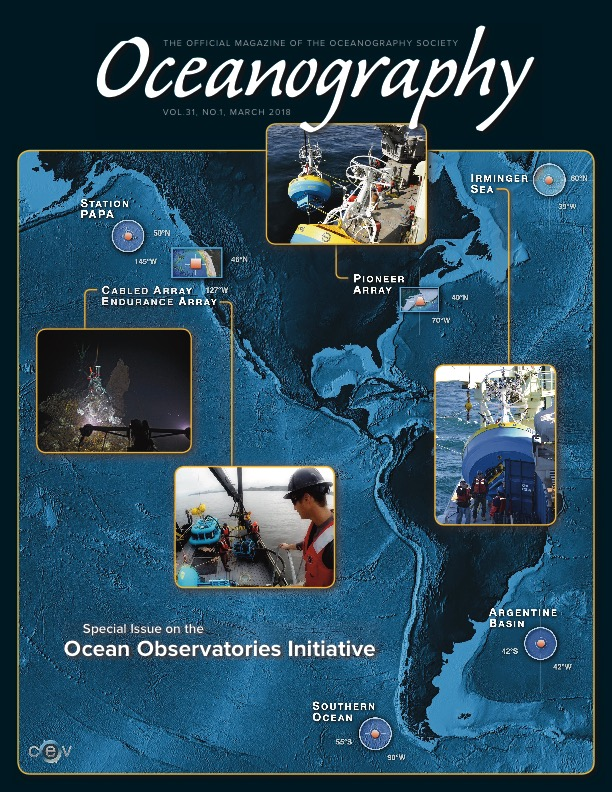 THE OFFICIAL MAGAZINE OF THE OCEANOGRAPHY SOCIETY
Oceanography
VOL.31, NO.1, MARCH 2018
IRMINGER
SEA
60°N
39°W
STATION
PAPA
50°N
145°W
46°N
127°W
CABLED ARRAY
ENDURANCE ARRAY
PIONEER
ARRAY
40°N
70°W
Special Issue on the
Ocean Observatories Initiative
ARGENTINE
BASIN
42°S
42°W
SOUTHERN
OCEAN
55°S
90°W
cev